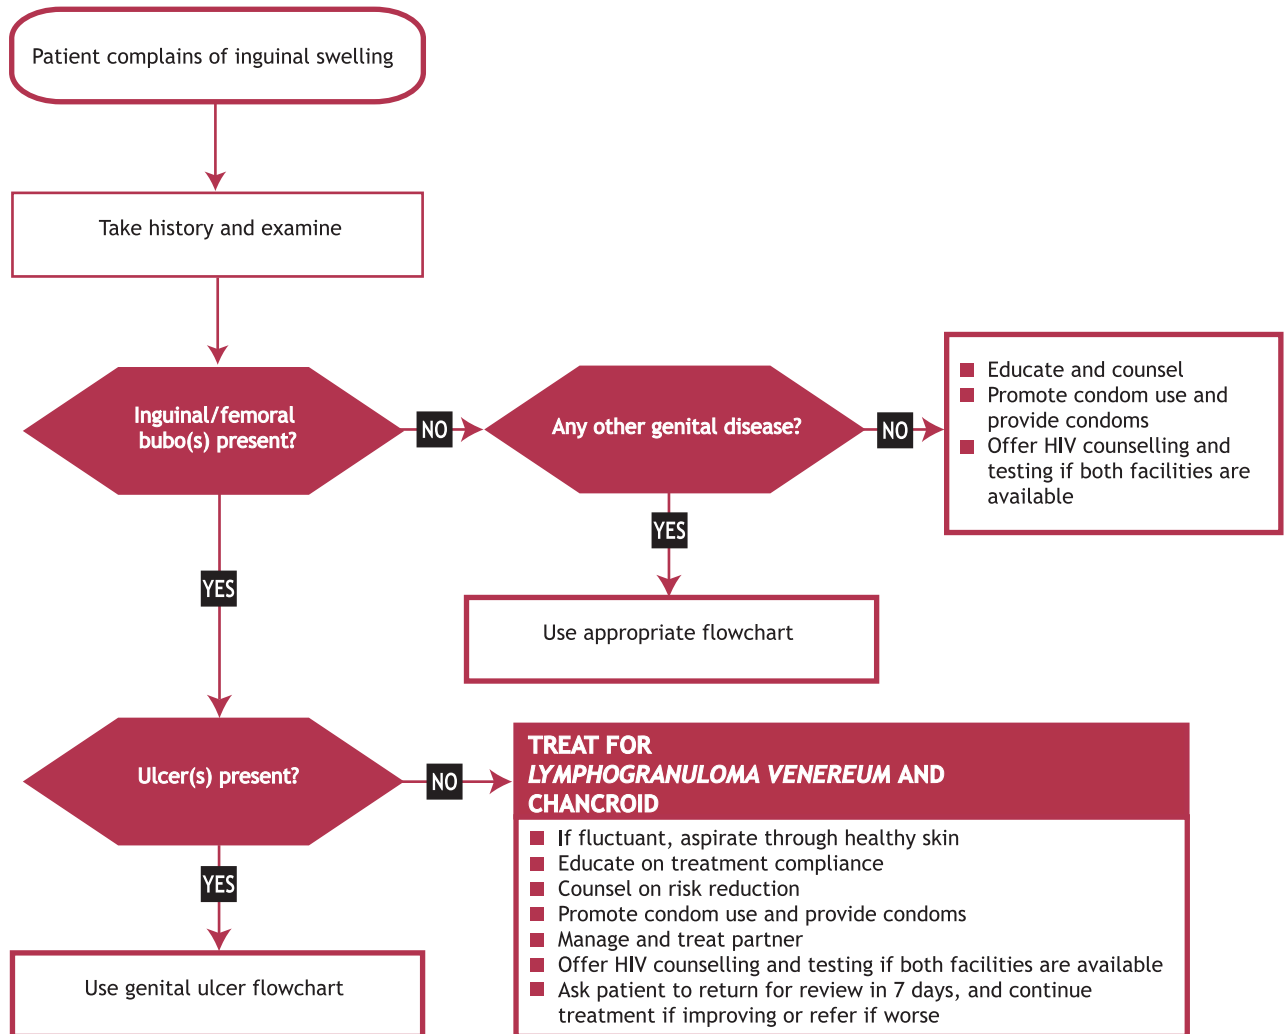 Patient complains of inguinal swelling
Take history and examine
Inguinal/femoral
bubo(s) present?
NO
Any other genital disease?
NO
■ Educate and counsel
■ Promote condom use and
provide condoms
■ Offer HIV counselling and
testing if both facilities are
available
YES
YES
Use appropriate flowchart
Ulcer(s) present?
NO
TREAT FOR
LYMPHOGRANULOMA VENEREUM AND
CHANCROID
■ If fluctuant, aspirate through healthy skin
■ Educate on treatment compliance
■ Counsel on risk reduction
■ Promote condom use and provide condoms
■ Manage and treat partner
■ Offer HIV counselling and testing if both facilities are available
■ Ask patient to return for review in 7 days, and continue
treatment if improving or refer if worse
YES
Use genital ulcer flowchart